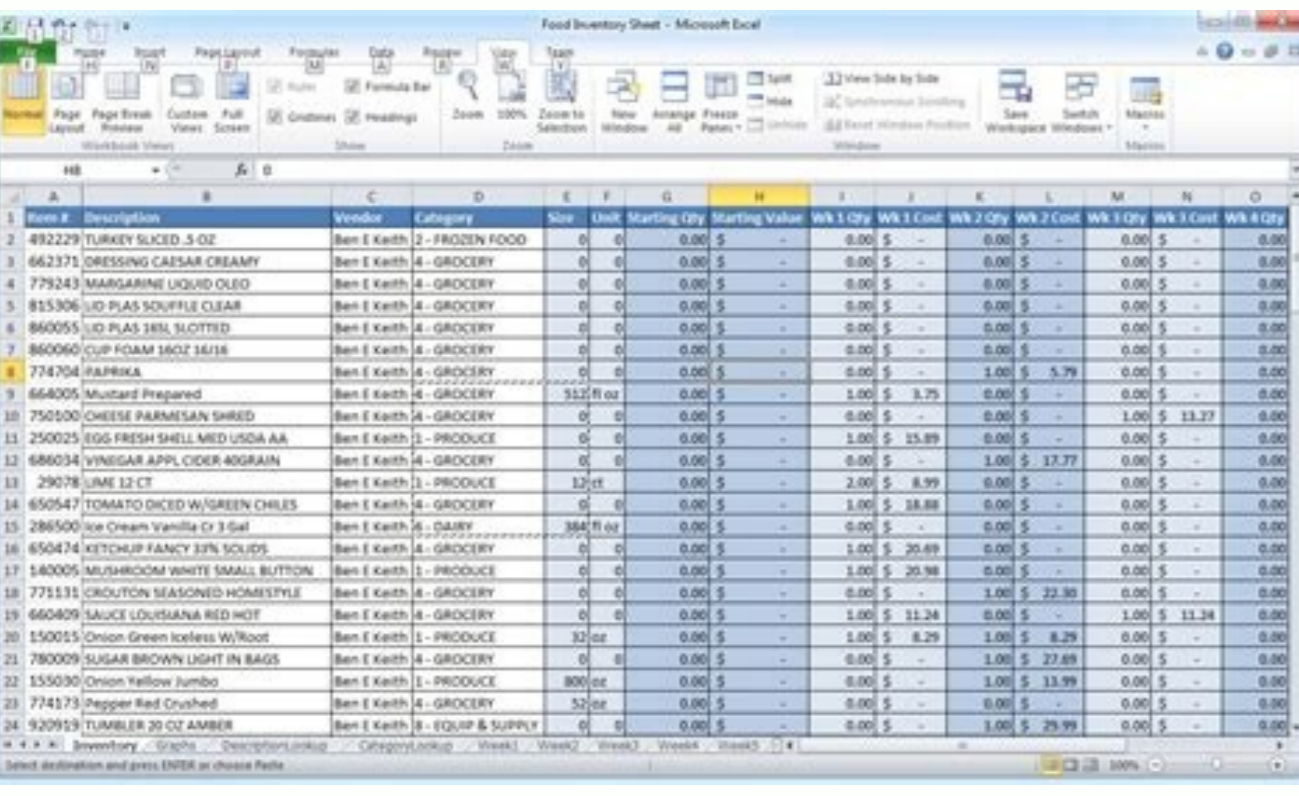 Food Inventory Sheet - Microsoft Excel
File Home Insert Page Layout Formulas Data Review View Team
F H N P M A R W Y
Normal Page Layout Page Break Preview Custom Views Full Screen Ruler Formula Bar Gridlines Headings Zoom 100% Zoom to Selection New Window Arrange All Freeze Panes Split Hide Unhide View Side by Side Synchronous Scrolling Reset Window Position Save Workspace Switch Windows Macros
Workbook Views Show Zoom Window Macros
H8 fx 0
A B C D E F G H I J K L M N O
1 Item # Description Vendor Category Size Unit Starting Qty Starting Value Wk 1 Qty Wk 1 Cost Wk 2 Qty Wk 2 Cost Wk 3 Qty Wk 3 Cost Wk 4 Qty
2 492229 TURKEY SLICED .5 OZ Ben E Keith 2 - FROZEN FOOD 0 0 0.00 $ - 0.00 $ - 0.00 $ - 0.00 $ - 0.00
3 662371 DRESSING CAESAR CREAMY Ben E Keith 4 - GROCERY 0 0 0.00 $ - 0.00 $ - 0.00 $ - 0.00 $ - 0.00
4 779243 MARGARINE LIQUID OLEO Ben E Keith 4 - GROCERY 0 0 0.00 $ - 0.00 $ - 0.00 $ - 0.00 $ - 0.00
5 815306 LID PLAS SOUFFLE CLEAR Ben E Keith 4 - GROCERY 0 0 0.00 $ - 0.00 $ - 0.00 $ - 0.00 $ - 0.00
6 860055 LID PLAS 16SL SLOTTED Ben E Keith 4 - GROCERY 0 0 0.00 $ - 0.00 $ - 0.00 $ - 0.00 $ - 0.00
7 860060 CUP FOAM 16OZ 16/16 Ben E Keith 4 - GROCERY 0 0 0.00 $ - 0.00 $ - 0.00 $ - 0.00 $ - 0.00
8 774704 PAPRIKA Ben E Keith 4 - GROCERY 0 0 0.00 $ - 0.00 $ - 1.00 $ 5.79 0.00 $ - 0.00
9 664005 Mustard Prepared Ben E Keith 4 - GROCERY 512 fl oz 0.00 $ - 1.00 $ 3.75 0.00 $ - 0.00 $ - 0.00
10 750100 CHEESE PARMESAN SHRED Ben E Keith 4 - GROCERY 0 0 0.00 $ - 0.00 $ - 0.00 $ - 1.00 $ 13.27 0.00
11 250025 EGG FRESH SHELL MED USDA AA Ben E Keith 1 - PRODUCE 0 0 0.00 $ - 1.00 $ 15.89 0.00 $ - 0.00 $ - 0.00
12 686034 VINEGAR APPL CIDER 40GRAIN Ben E Keith 4 - GROCERY 0 0 0.00 $ - 0.00 $ - 1.00 $ 17.77 0.00 $ - 0.00
13 29078 LIME 12 CT Ben E Keith 1 - PRODUCE 12 ct 0.00 $ - 2.00 $ 8.99 0.00 $ - 0.00 $ - 0.00
14 650547 TOMATO DICED W/GREEN CHILES Ben E Keith 4 - GROCERY 0 0 0.00 $ - 1.00 $ 18.88 0.00 $ - 0.00 $ - 0.00
15 286500 Ice Cream Vanilla Cr 3 Gal Ben E Keith 6 - DAIRY 384 fl oz 0.00 $ - 0.00 $ - 0.00 $ - 0.00 $ - 0.00
16 650474 KETCHUP FANCY 33% SOLIDS Ben E Keith 4 - GROCERY 0 0 0.00 $ - 1.00 $ 20.69 0.00 $ - 0.00 $ - 0.00
17 140005 MUSHROOM WHITE SMALL BUTTON Ben E Keith 1 - PRODUCE 0 0 0.00 $ - 1.00 $ 20.98 0.00 $ - 0.00 $ - 0.00
18 771131 CROUTON SEASONED HOMESTYLE Ben E Keith 4 - GROCERY 0 0 0.00 $ - 0.00 $ - 1.00 $ 22.30 0.00 $ - 0.00
19 660409 SAUCE LOUISIANA RED HOT Ben E Keith 4 - GROCERY 0 0 0.00 $ - 1.00 $ 11.24 0.00 $ - 1.00 $ 11.24 0.00
20 150015 Onion Green Iceless W/Root Ben E Keith 1 - PRODUCE 32 oz 0.00 $ - 1.00 $ 8.29 1.00 $ 8.29 0.00 $ - 0.00
21 780009 SUGAR BROWN LIGHT IN BAGS Ben E Keith 4 - GROCERY 0 0 0.00 $ - 0.00 $ - 1.00 $ 27.69 0.00 $ - 0.00
22 155030 Onion Yellow Jumbo Ben E Keith 1 - PRODUCE 800 oz 0.00 $ - 0.00 $ - 1.00 $ 13.99 0.00 $ - 0.00
23 774173 Pepper Red Crushed Ben E Keith 4 - GROCERY 52 oz 0.00 $ - 0.00 $ - 0.00 $ - 0.00 $ - 0.00
24 920919 TUMBLER 20 OZ AMBER Ben E Keith 8 - EQUIP & SUPPLY 0 0 0.00 $ - 0.00 $ - 1.00 $ 29.99 0.00 $ - 0.00
Inventory Graphs DescriptionLookup CategoryLookup Week1 Week2 Week3 Week4 Week5
Select destination and press ENTER or choose Paste 100%